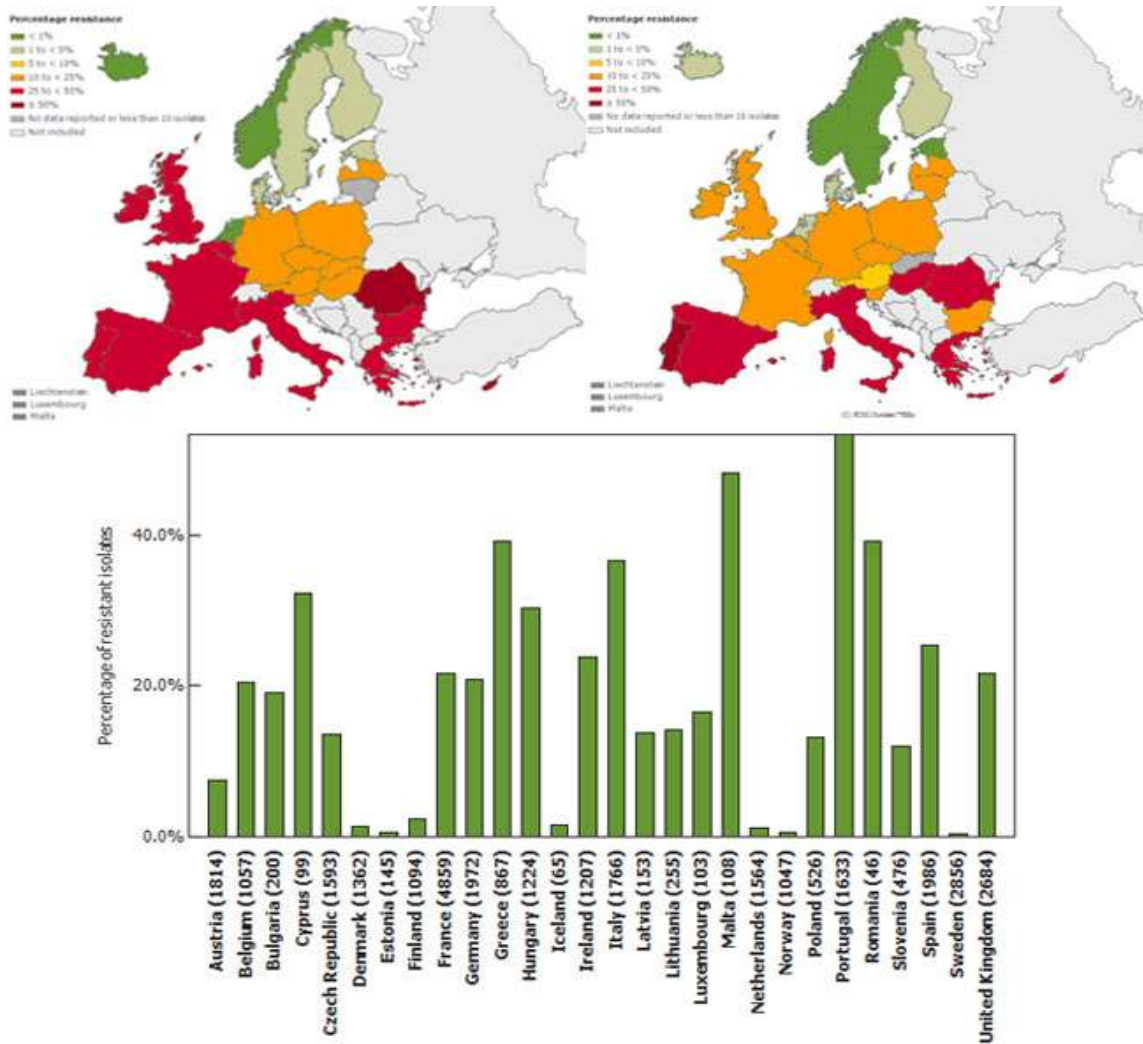 Percentage resistance
< 1%
1 to < 5%
5 to < 10%
10 to < 25%
25 to < 50%
≥ 50%
No data reported or less than 10 isolates
Not included
Liechtenstein
Luxembourg
Malta
Percentage resistance
< 1%
1 to < 5%
5 to < 10%
10 to < 25%
25 to < 50%
≥ 50%
No data reported or less than 10 isolates
Not included
Liechtenstein
Luxembourg
Malta
Percentage of resistant isolates
40.0%
20.0%
0.0%
Austria (1814)
Belgium (1057)
Bulgaria (200)
Cyprus (99)
Czech Republic (1593)
Denmark (1362)
Estonia (145)
Finland (1094)
France (4859)
Germany (1972)
Greece (867)
Hungary (1224)
Iceland (65)
Ireland (1207)
Italy (1766)
Latvia (153)
Lithuania (255)
Luxembourg (103)
Malta (108)
Netherlands (1564)
Norway (1047)
Poland (526)
Portugal (1633)
Romania (46)
Slovenia (476)
Spain (1986)
Sweden (2856)
United Kingdom (2684)